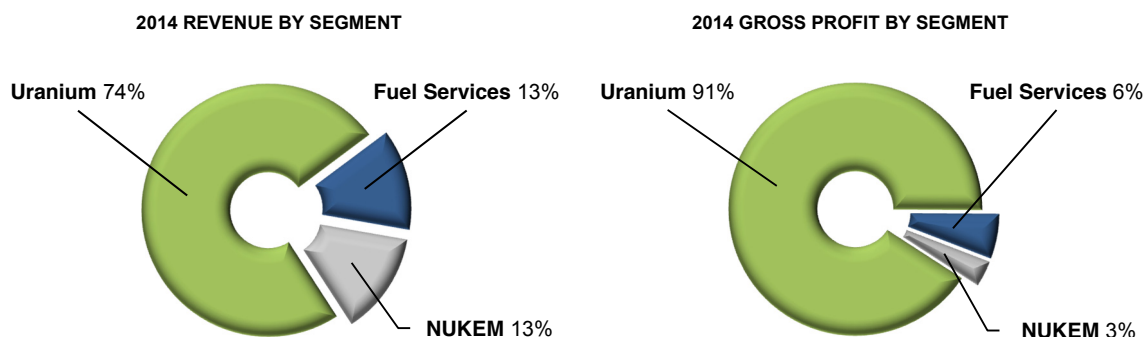 2014 REVENUE BY SEGMENT
Uranium 74%
Fuel Services 13%
NUKEM 13%
2014 GROSS PROFIT BY SEGMENT
Uranium 91%
Fuel Services 6%
NUKEM 3%